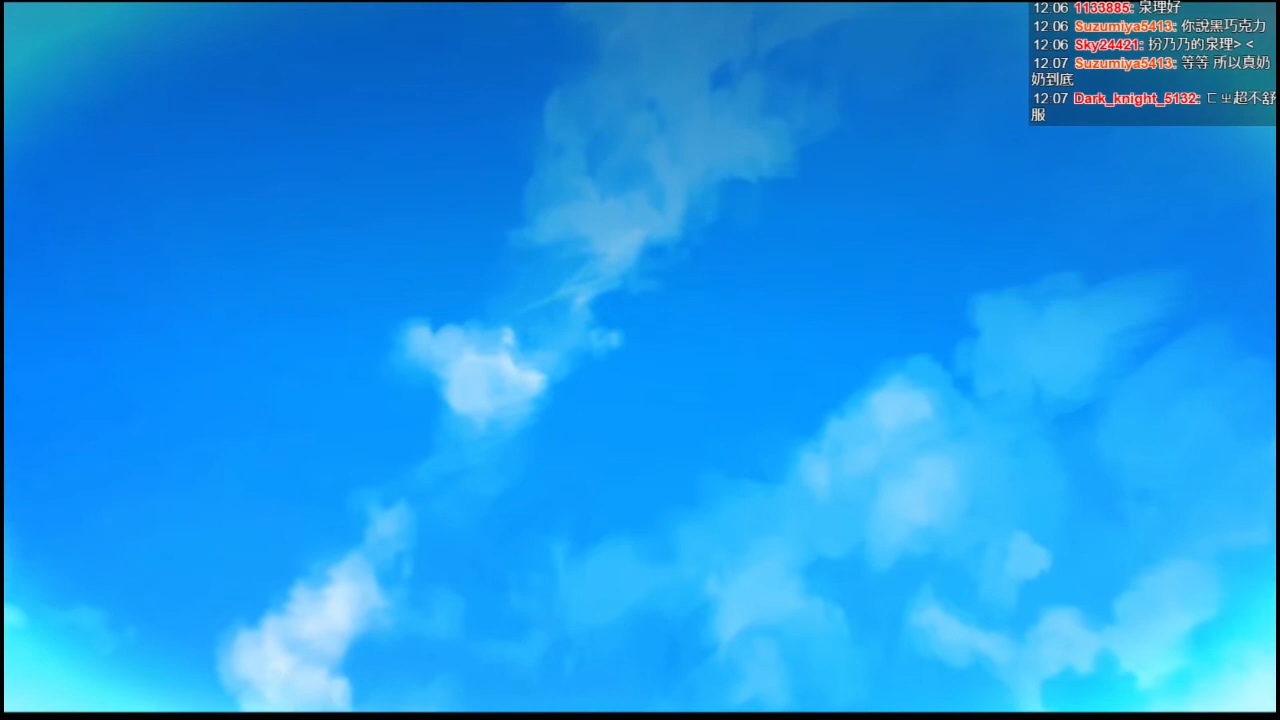 12:06 1133885: 泉理好
12:06 Suzumiya5413: 你說黑巧克力
12:06 Sky24421: 扮乃乃的泉理> <
12:07 Suzumiya5413: 等等 所以真奶
奶到底
12:07 Dark_knight_5132: ㄈㄓ超不舒
服